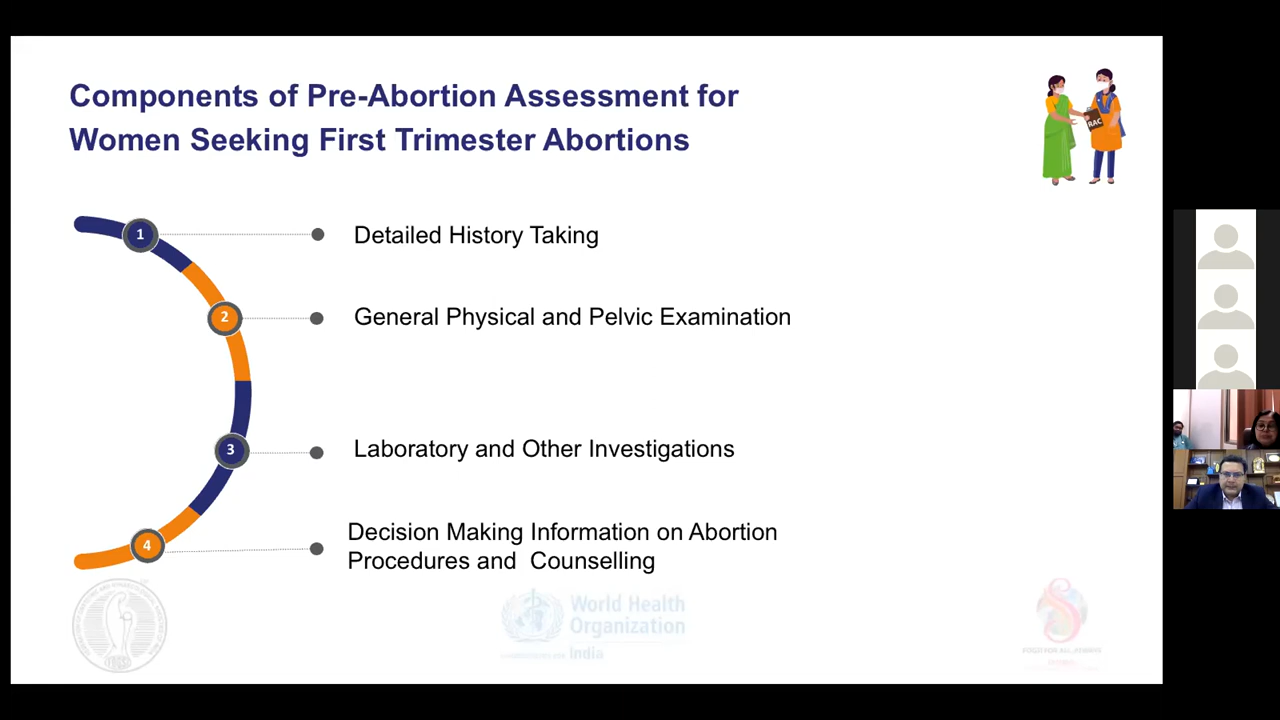 Components of Pre-Abortion Assessment for
Women Seeking First Trimester Abortions
RAC
1
Detailed History Taking
2
General Physical and Pelvic Examination
3
Laboratory and Other Investigations
4
Decision Making Information on Abortion
Procedures and Counselling
World Health
Organization
India